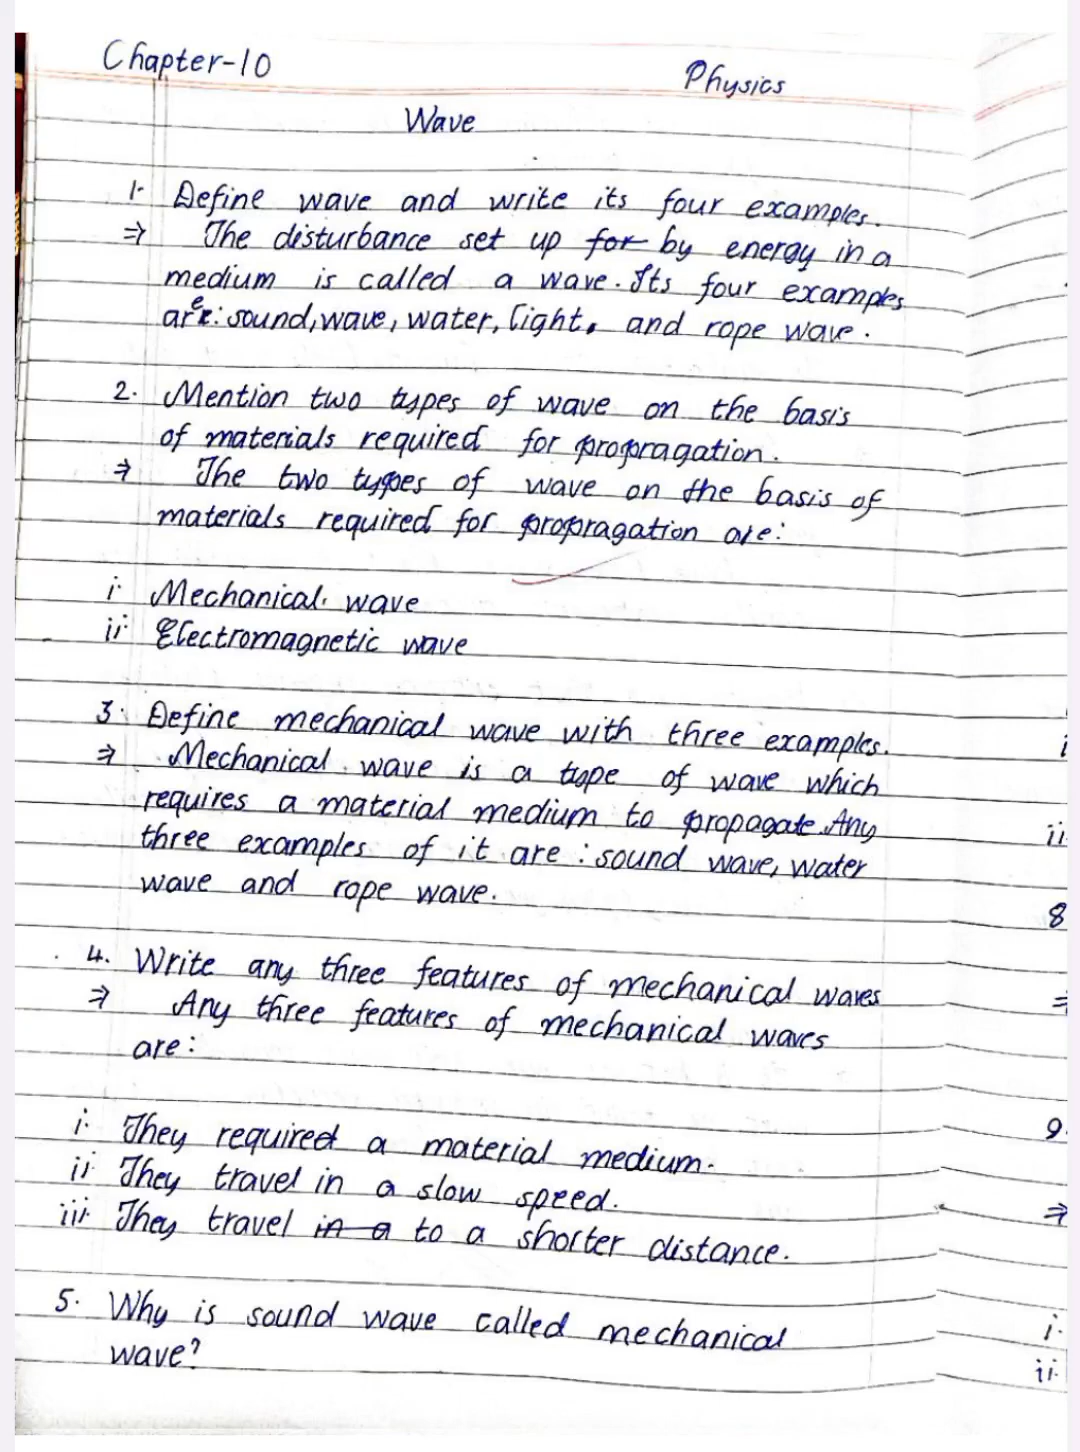 Chapter-10
Physics
Wave
1. Define wave and write its four examples.
⇒ The disturbance set up for by energy in a
medium is called a wave. Its four examples
are: sound, wave, water, light, and rope wave.
2. Mention two types of wave on the basis
of materials required for propragation.
⇒ The two types of wave on the basis of
materials required for propragation are:
i. Mechanical wave
ii. Electromagnetic wave
3. Define mechanical wave with three examples.
⇒ Mechanical wave is a type of wave which
requires a material medium to propagate. Any
three examples of it are: sound wave, water
wave and rope wave.
4. Write any three features of mechanical waves
⇒ Any three features of mechanical waves
are:
i. They required a material medium.
ii. They travel in a slow speed.
iii. They travel in a to a shorter distance.
5. Why is sound wave called mechanical
wave?
i
ii.
8
⇒
9.
⇒
i.
ii.